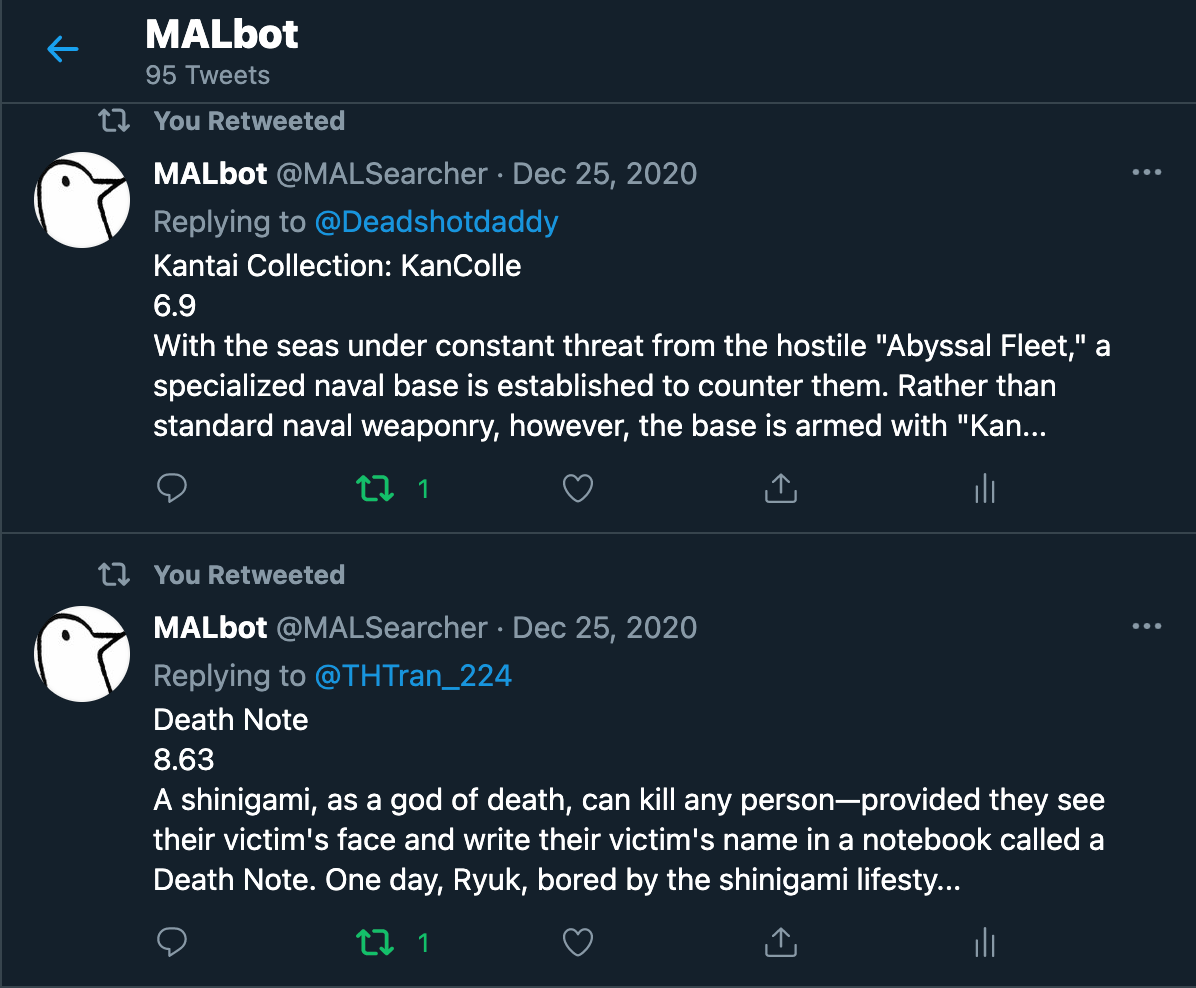 MALbot
95 Tweets
You Retweeted
MALbot @MALSearcher · Dec 25, 2020
Replying to @Deadshotdaddy
Kantai Collection: KanColle
6.9
With the seas under constant threat from the hostile "Abyssal Fleet," a
specialized naval base is established to counter them. Rather than
standard naval weaponry, however, the base is armed with "Kan...
1
You Retweeted
MALbot @MALSearcher · Dec 25, 2020
Replying to @THTran_224
Death Note
8.63
A shinigami, as a god of death, can kill any person—provided they see
their victim's face and write their victim's name in a notebook called a
Death Note. One day, Ryuk, bored by the shinigami lifesty...
1